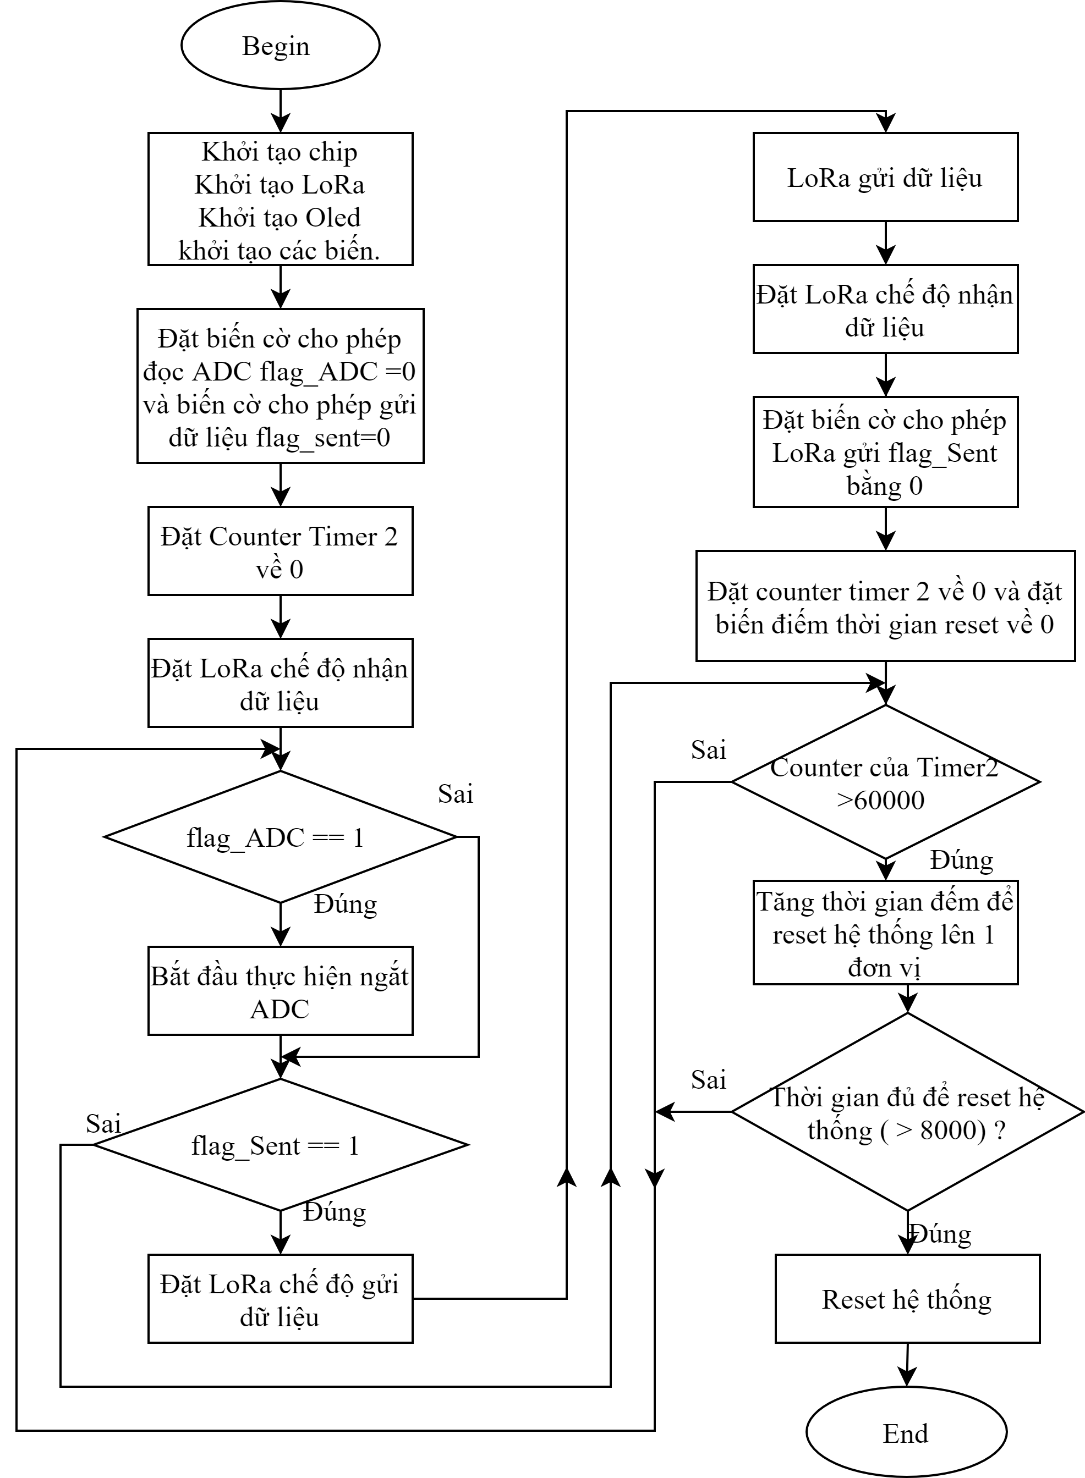 Begin
Khởi tạo chip
Khởi tạo LoRa
Khởi tạo Oled
khởi tạo các biến.
Đặt biến cờ cho phép
đọc ADC flag_ADC =0
và biến cờ cho phép gửi
dữ liệu flag_sent=0
Đặt Counter Timer 2
về 0
Đặt LoRa chế độ nhận
dữ liệu
Sai
flag_ADC == 1
Đúng
Bắt đầu thực hiện ngắt
ADC
Sai
flag_Sent == 1
Đúng
Đặt LoRa chế độ gửi
dữ liệu
LoRa gửi dữ liệu
Đặt LoRa chế độ nhận
dữ liệu
Đặt biến cờ cho phép
LoRa gửi flag_Sent
bằng 0
Đặt counter timer 2 về 0 và đặt
biến điếm thời gian reset về 0
Sai
Counter của Timer2
>60000
Đúng
Tăng thời gian đếm để
reset hệ thống lên 1
đơn vị
Sai
Thời gian đủ để reset hệ
thống ( > 8000) ?
Đúng
Reset hệ thống
End